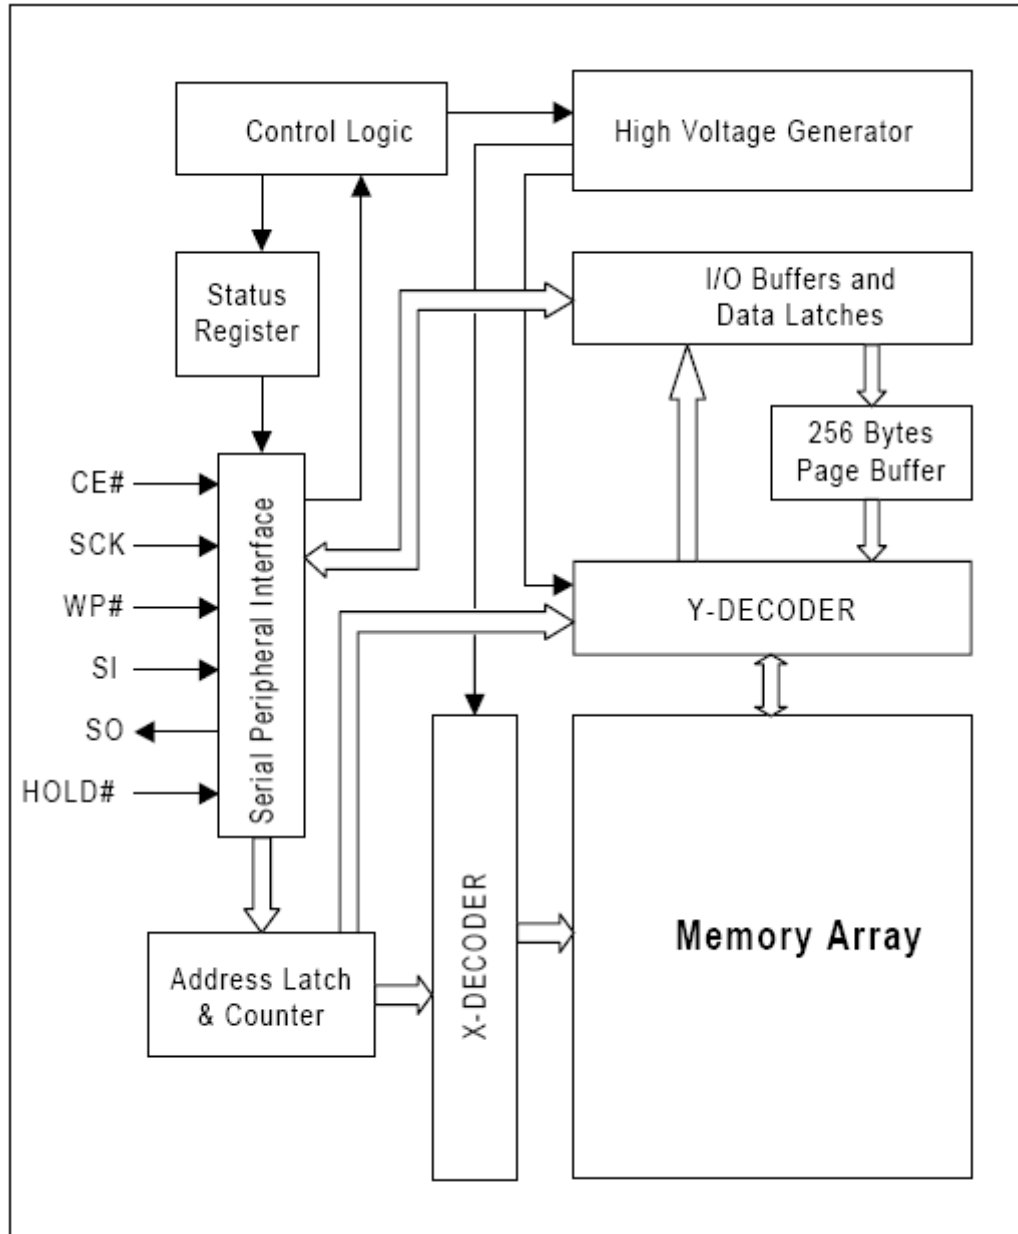 Control Logic
High Voltage Generator
Status
Register
I/O Buffers and
Data Latches
256 Bytes
Page Buffer
CE#
SCK
WP#
SI
SO
HOLD#
Serial Peripheral Interface
Y-DECODER
X-DECODER
Memory Array
Address Latch
& Counter